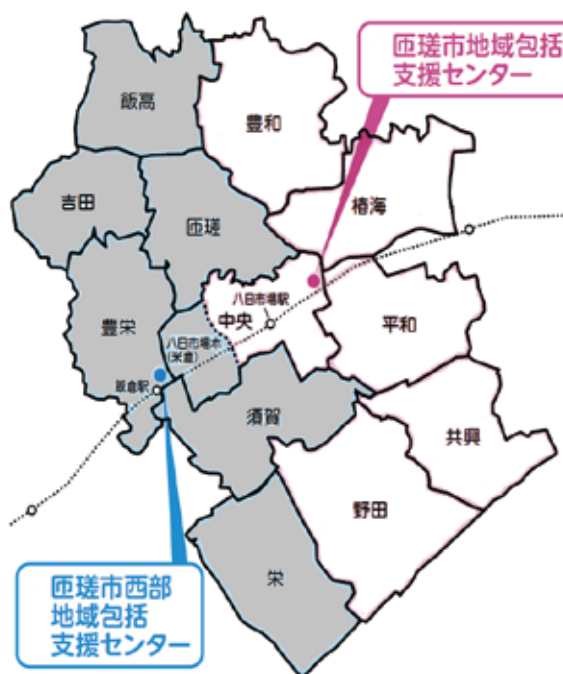 匝瑳市地域包括
支援センター
飯高
豊和
椿海
吉田
匝瑳
八日市場駅
中央
平和
豊栄
八日市場ホ
(米倉)
飯倉駅
須賀
共興
野田
栄
匝瑳市西部
地域包括
支援センター